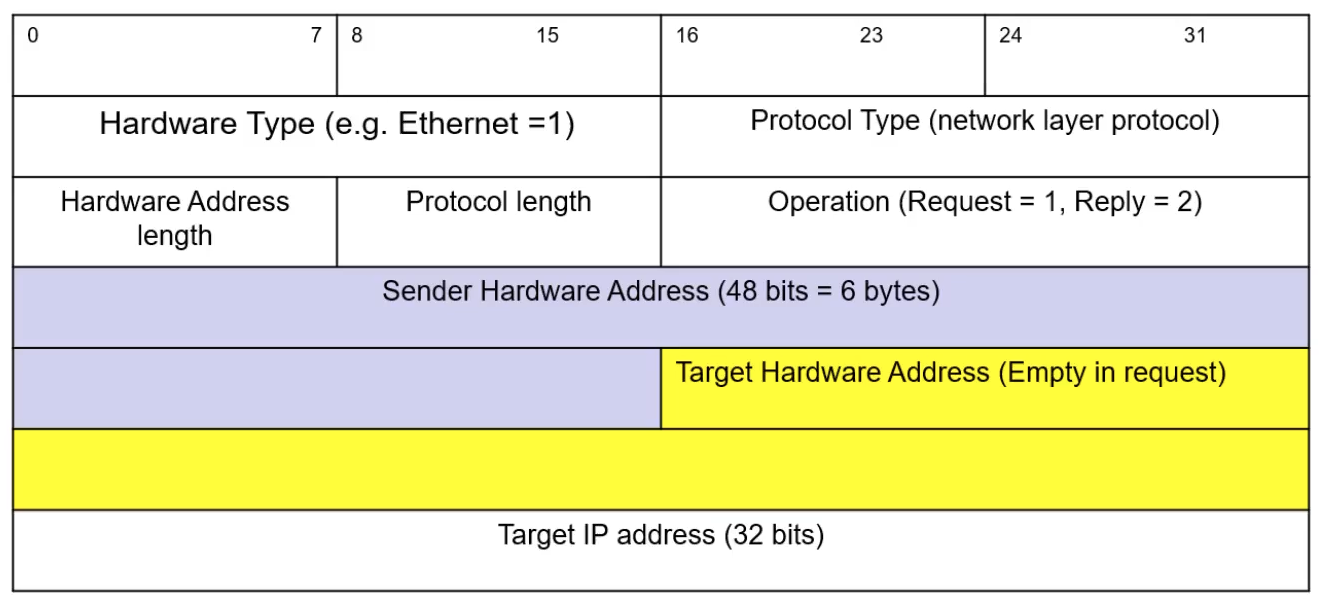 0 7 8 15 16 23 24 31
Hardware Type (e.g. Ethernet =1) Protocol Type (network layer protocol)
Hardware Address Protocol length Operation (Request = 1, Reply = 2)
length
Sender Hardware Address (48 bits = 6 bytes)
Target Hardware Address (Empty in request)
Target IP address (32 bits)